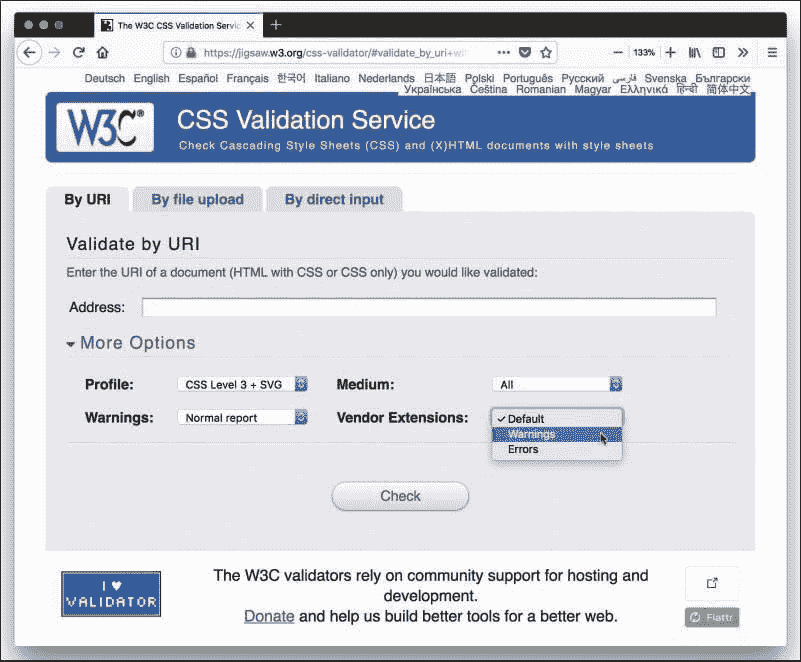 The W3C CSS Validation Servic
https://jigsaw.w3.org/css-validator/#validate_by_uri+wi
133%
Deutsch English Español Français 한국어 Italiano Nederlands 日本語 Polski Português Русский فارسی Svenska Български
Українська Čeština Romanian Magyar Ελληνικά हिन्दी 简体中文
W3C®
CSS Validation Service
Check Cascading Style Sheets (CSS) and (X)HTML documents with style sheets
By URI By file upload By direct input
Validate by URI
Enter the URI of a document (HTML with CSS or CSS only) you would like validated:
Address:
More Options
Profile: CSS Level 3 + SVG Medium: All
Warnings: Normal report Vendor Extensions: Default
Warnings
Errors
Check
I ♥
VALIDATOR
The W3C validators rely on community support for hosting and
development.
Donate and help us build better tools for a better web.
Flattr